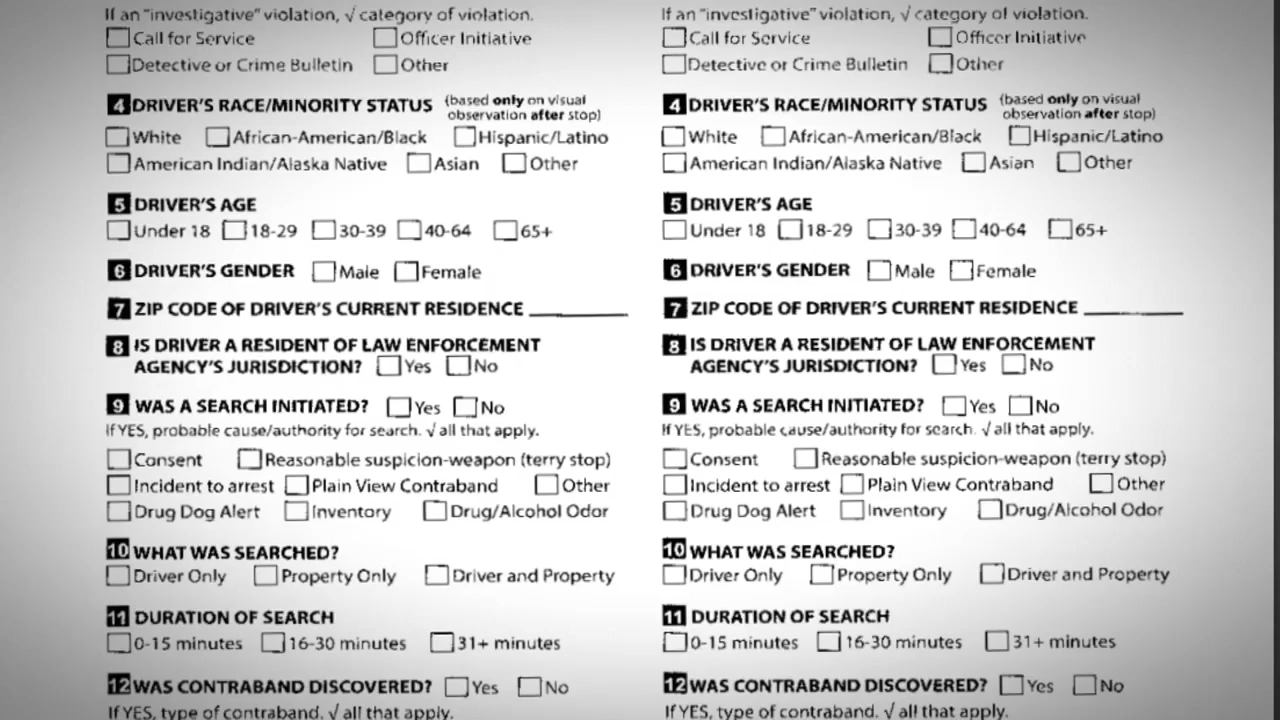 If an "investigative" violation, √ category of violation.
Call for Service Officer Initiative
Detective or Crime Bulletin Other
4 DRIVER'S RACE/MINORITY STATUS (based only on visual
observation after stop)
White African-American/Black Hispanic/Latino
American Indian/Alaska Native Asian Other
5 DRIVER'S AGE
Under 18 18-29 30-39 40-64 65+
6 DRIVER'S GENDER Male Female
7 ZIP CODE OF DRIVER'S CURRENT RESIDENCE
8 IS DRIVER A RESIDENT OF LAW ENFORCEMENT
AGENCY'S JURISDICTION? Yes No
9 WAS A SEARCH INITIATED? Yes No
If YES, probable cause/authority for search. √ all that apply.
Consent Reasonable suspicion-weapon (terry stop)
Incident to arrest Plain View Contraband Other
Drug Dog Alert Inventory Drug/Alcohol Odor
10 WHAT WAS SEARCHED?
Driver Only Property Only Driver and Property
11 DURATION OF SEARCH
0-15 minutes 16-30 minutes 31+ minutes
12 WAS CONTRABAND DISCOVERED? Yes No
If YES, type of contraband. √ all that apply.
If an "investigative" violation, √ category of violation.
Call for Service Officer Initiative
Detective or Crime Bulletin Other
4 DRIVER'S RACE/MINORITY STATUS (based only on visual
observation after stop)
White African-American/Black Hispanic/Latino
American Indian/Alaska Native Asian Other
5 DRIVER'S AGE
Under 18 18-29 30-39 40-64 65+
6 DRIVER'S GENDER Male Female
7 ZIP CODE OF DRIVER'S CURRENT RESIDENCE
8 IS DRIVER A RESIDENT OF LAW ENFORCEMENT
AGENCY'S JURISDICTION? Yes No
9 WAS A SEARCH INITIATED? Yes No
If YES, probable cause/authority for search. √ all that apply.
Consent Reasonable suspicion-weapon (terry stop)
Incident to arrest Plain View Contraband Other
Drug Dog Alert Inventory Drug/Alcohol Odor
10 WHAT WAS SEARCHED?
Driver Only Property Only Driver and Property
11 DURATION OF SEARCH
0-15 minutes 16-30 minutes 31+ minutes
12 WAS CONTRABAND DISCOVERED? Yes No
If YES, type of contraband. √ all that apply.